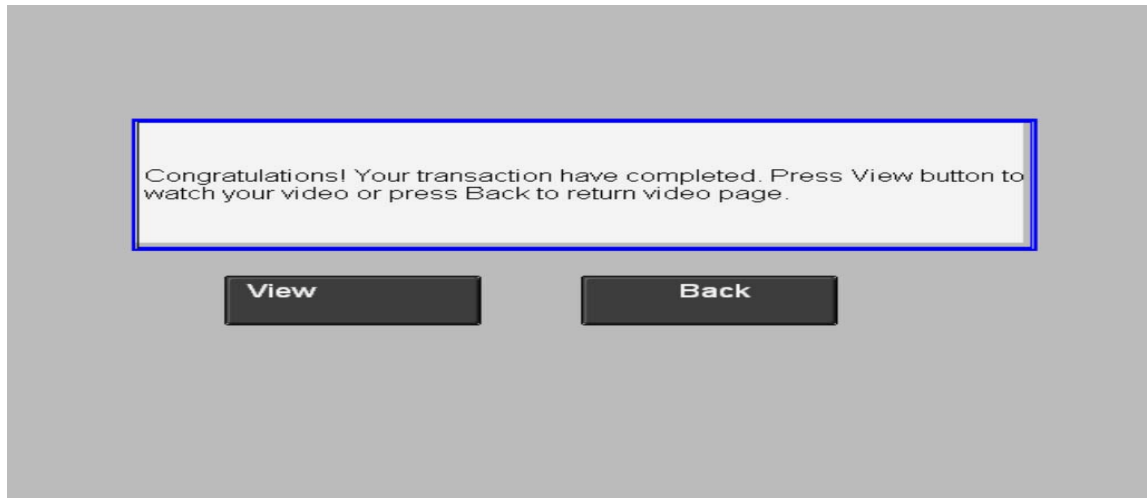 Congratulations! Your transaction have completed. Press View button to
watch your video or press Back to return video page.
View
Back